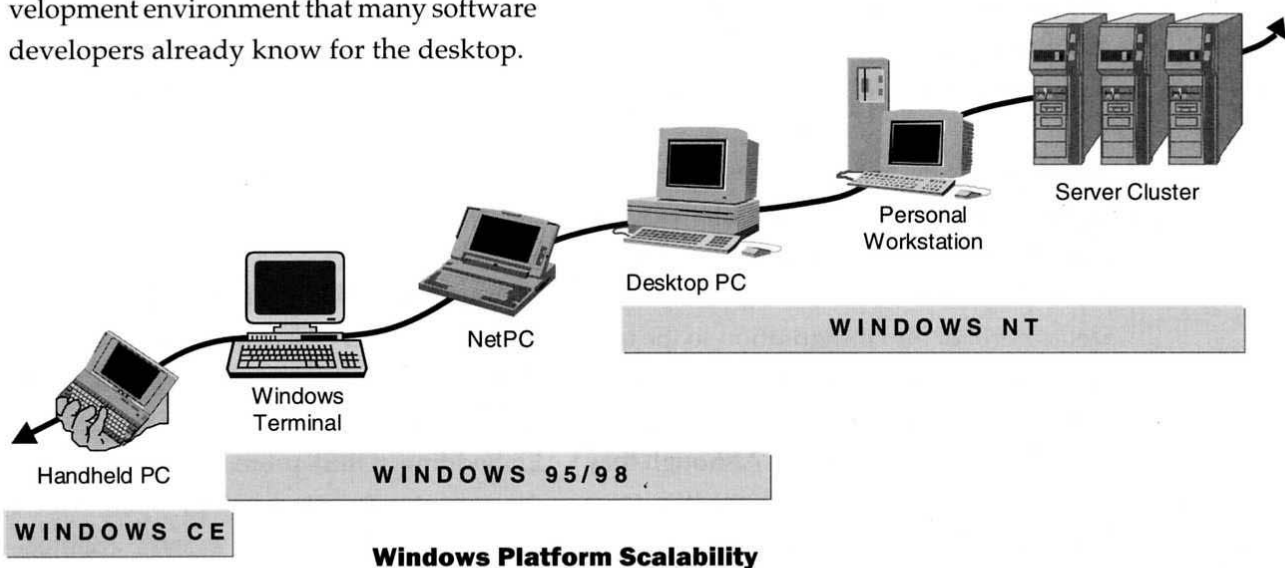 velopment environment that many software
developers already know for the desktop.
Server Cluster
Personal
Workstation
Desktop PC
WINDOWS NT
NetPC
Windows
Terminal
Handheld PC
WINDOWS 95/98
WINDOWS CE
Windows Platform Scalability